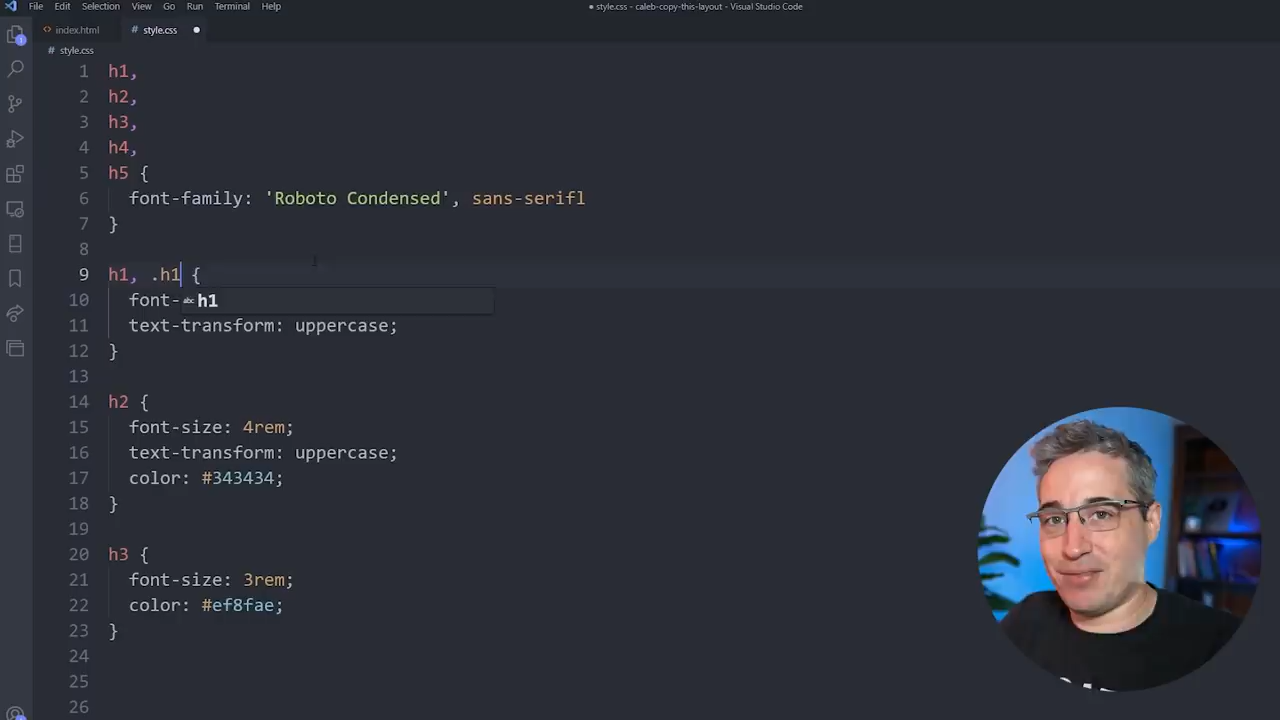 File Edit Selection View Go Run Terminal Help
● style.css - caleb-copy-this-layout - Visual Studio Code
<> index.html # style.css ●
# style.css
1 h1,
2 h2,
3 h3,
4 h4,
5 h5 {
6 font-family: 'Roboto Condensed', sans-serifl
7 }
8
9 h1, .h1 {
10 font- abc h1
11 text-transform: uppercase;
12 }
13
14 h2 {
15 font-size: 4rem;
16 text-transform: uppercase;
17 color: #343434;
18 }
19
20 h3 {
21 font-size: 3rem;
22 color: #ef8fae;
23 }
24
25
26